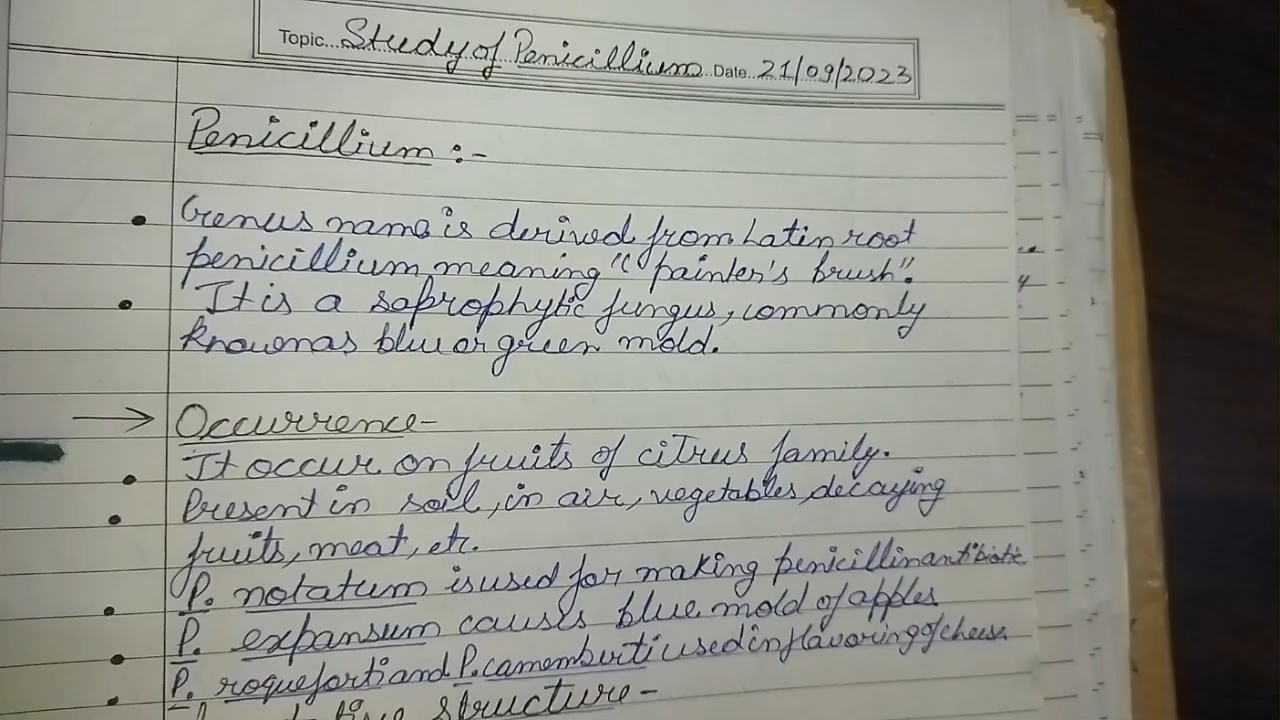 Topic... Study of Penicillium.. Date 21/09/2023
Penicillium :-
• Genus name is derived from Latin root
penicillium, meaning "painter's brush".
• It is a saprophytic fungus, commonly
known as blue or green mold.
→ Occurrence-
• It occur on fruits of citrus family.
• Present in soil, in air, vegetables, decaying
fruits, meat, etc.
• P. notatum is used for making penicillin antibiotic.
• P. expansum causes blue mold of apples
• P. roqueforti and P. camemberti used in flavoring of cheese.
structure-